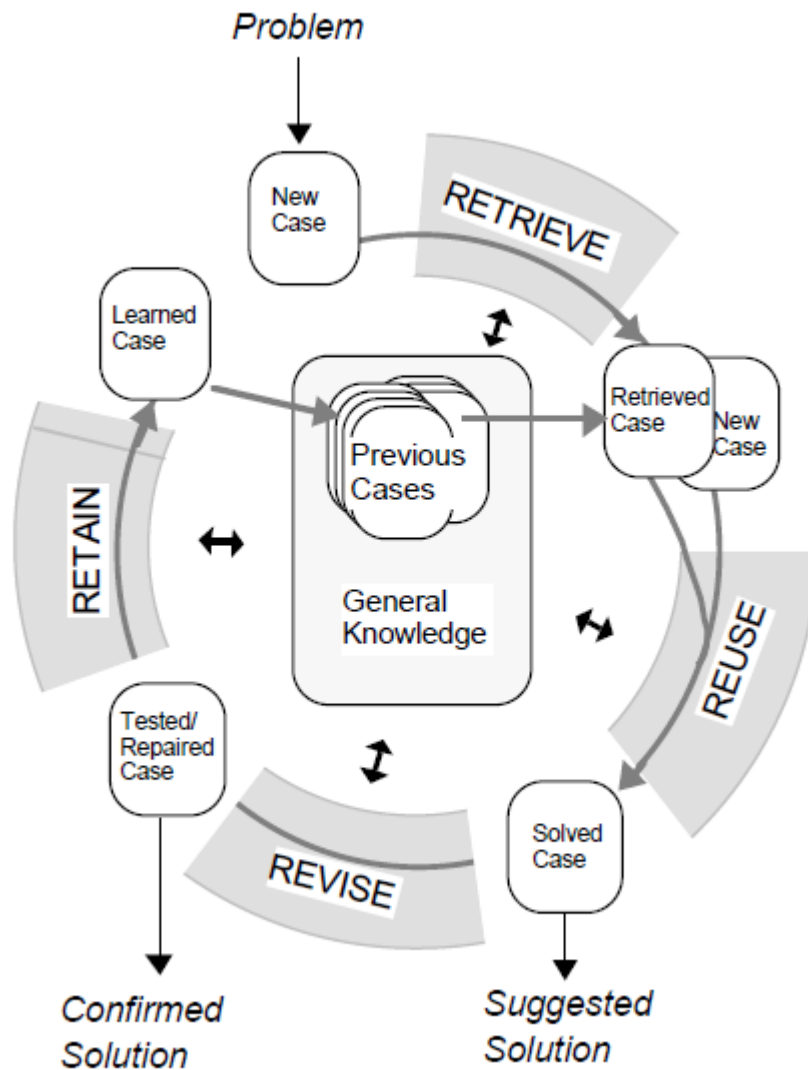 Problem
New
Case
RETRIEVE
Learned
Case
Retrieved
Case
New
Case
Previous
Cases
RETAIN
General
Knowledge
REUSE
Tested/
Repaired
Case
Solved
Case
REVISE
Confirmed
Solution
Suggested
Solution